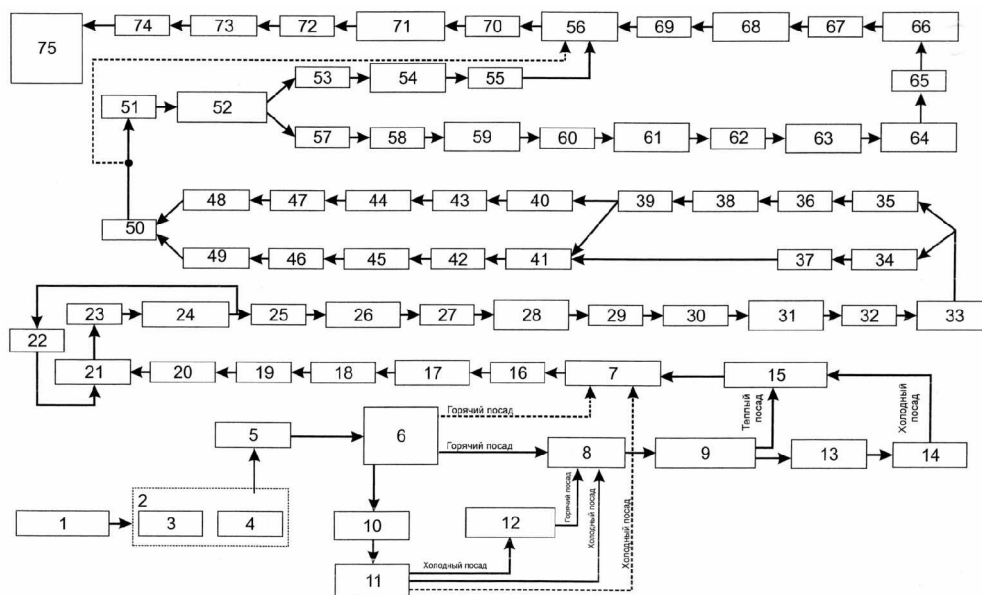 75 74 73 72 71 70 56 69 68 67 66
53 54 55 65
51 52
57 58 59 60 61 62 63 64
48 47 44 43 40 39 38 36 35
50
49 46 45 42 41 37 34
23 24 25 26 27 28 29 30 31 32 33
22
21 20 19 18 17 16 7 15
Горячий посад
Теплый посад
Холодный посад
5 6 8 9 13 14
Горячий посад
2
1 3 4 10 12
Горячий посад
Холодный посад
Холодный посад
11 Холодный посад